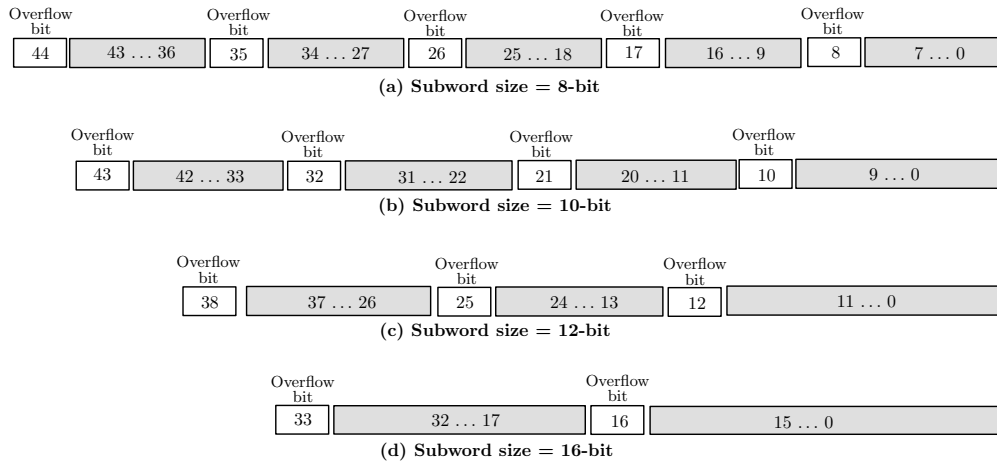 Overflow Overflow Overflow Overflow Overflow
bit bit bit bit bit
44 43 ... 36 35 34 ... 27 26 25 ... 18 17 16 ... 9 8 7 ... 0
(a) Subword size = 8-bit
Overflow Overflow Overflow Overflow
bit bit bit bit
43 42 ... 33 32 31 ... 22 21 20 ... 11 10 9 ... 0
(b) Subword size = 10-bit
Overflow Overflow Overflow
bit bit bit
38 37 ... 26 25 24 ... 13 12 11 ... 0
(c) Subword size = 12-bit
Overflow Overflow
bit bit
33 32 ... 17 16 15 ... 0
(d) Subword size = 16-bit